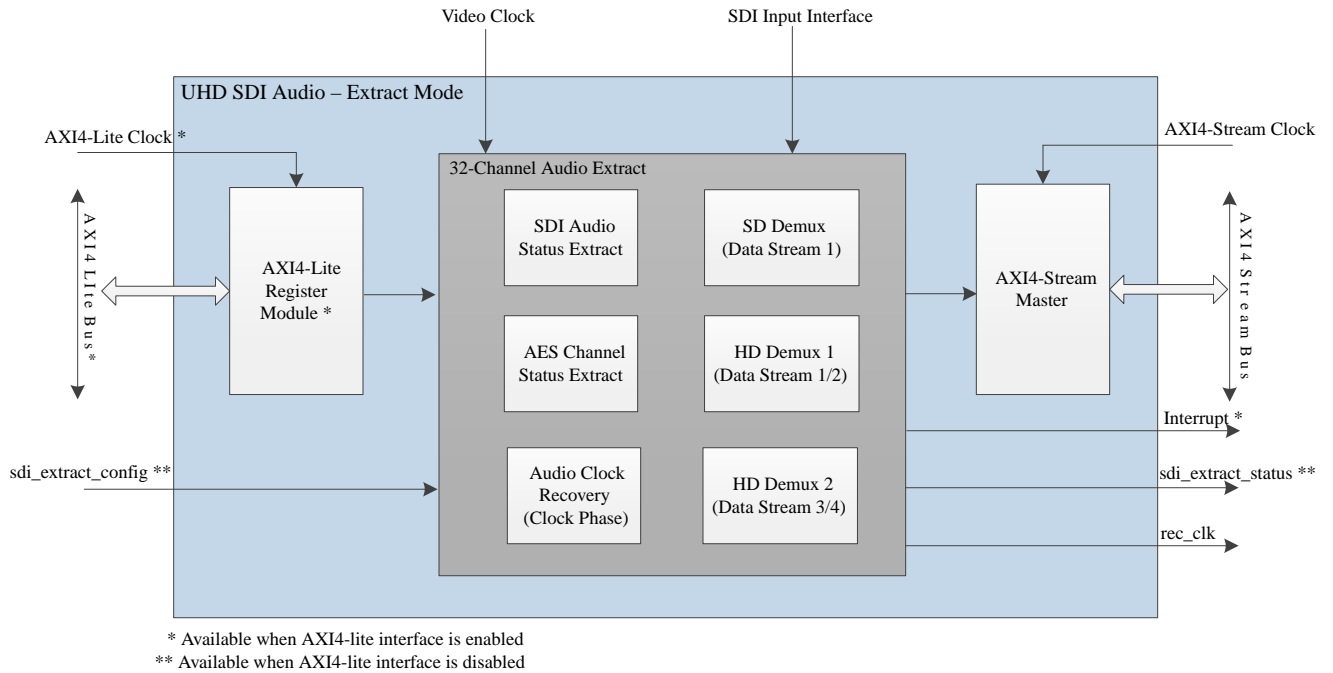 Video Clock
SDI Input Interface
UHD SDI Audio – Extract Mode
AXI4-Lite Clock *
AXI4-Stream Clock
32-Channel Audio Extract
AXI4 LIte Bus *
AXI4-Lite
Register
Module *
SDI Audio
Status Extract
SD Demux
(Data Stream 1)
AXI4-Stream
Master
AXI4 Stream Bus
AES Channel
Status Extract
HD Demux 1
(Data Stream 1/2)
Interrupt *
sdi_extract_config **
Audio Clock
Recovery
(Clock Phase)
HD Demux 2
(Data Stream 3/4)
sdi_extract_status **
rec_clk
* Available when AXI4-lite interface is enabled
** Available when AXI4-lite interface is disabled